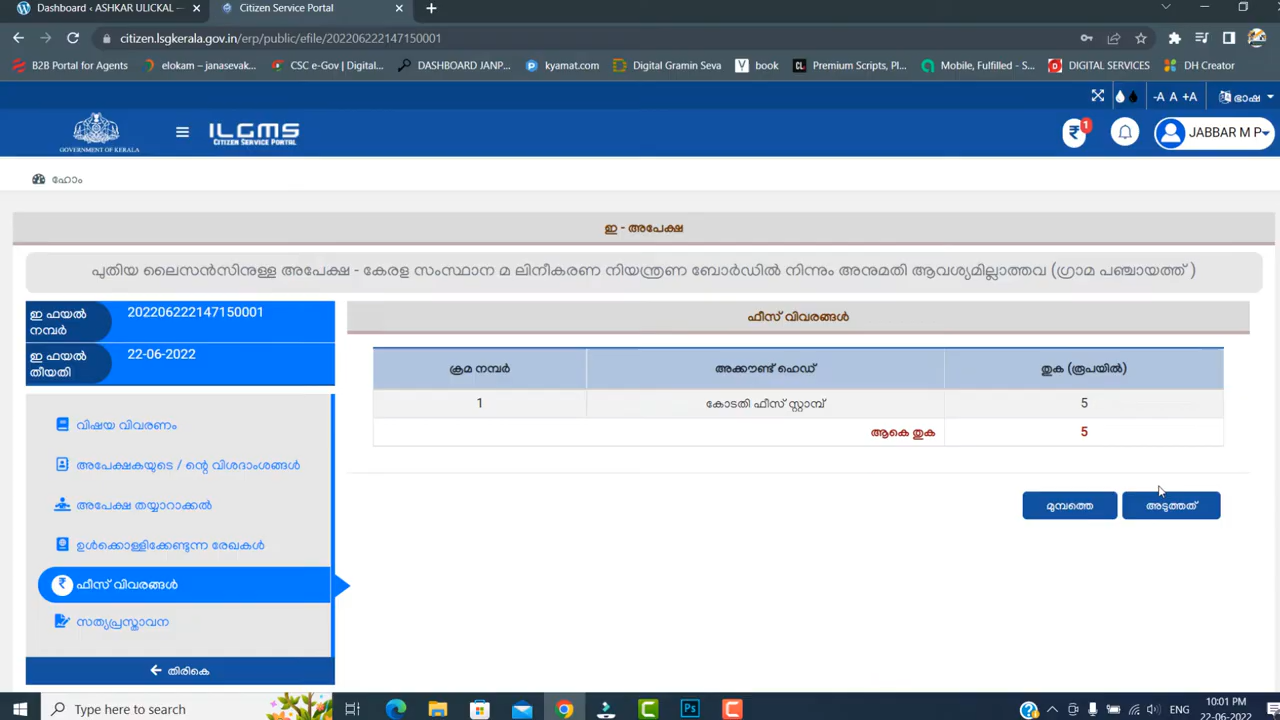 Dashboard ‹ ASHKAR ULICKAL —
Citizen Service Portal
citizen.lsgkerala.gov.in/erp/public/efile/202206222147150001
B2B Portal for Agents
elokam – janasevak...
CSC e-Gov | Digital...
DASHBOARD JANP...
kyamat.com
Digital Gramin Seva
book
Premium Scripts, Pl...
Mobile, Fulfilled - S...
DIGITAL SERVICES
DH Creator
-A A +A
ഭാഷ
GOVERNMENT OF KERALA
ILGMS
CITIZEN SERVICE PORTAL
1
JABBAR M P
ഹോം
ഇ - അപേക്ഷ
പുതിയ ലൈസൻസിനുള്ള അപേക്ഷ - കേരള സംസ്ഥാന മ ലിനീകരണ നിയന്ത്രണ ബോർഡിൽ നിന്നും അനുമതി ആവശ്യമില്ലാത്തവ (ഗ്രാമ പഞ്ചായത്ത് )
ഇ ഫയൽ നമ്പർ
202206222147150001
ഇ ഫയൽ തീയതി
22-06-2022
വിഷയ വിവരണം
അപേക്ഷകയുടെ / ന്റെ വിശദാംശങ്ങൾ
അപേക്ഷ തയ്യാറാക്കൽ
ഉൾക്കൊള്ളിക്കേണ്ടുന്ന രേഖകൾ
ഫീസ് വിവരങ്ങൾ
സത്യപ്രസ്താവന
തിരികെ
ഫീസ് വിവരങ്ങൾ
ക്രമ നമ്പർ അക്കൗണ്ട് ഹെഡ് തുക (രൂപയിൽ)
1 കോടതി ഫീസ് സ്റ്റാമ്പ് 5
ആകെ തുക 5
മുമ്പത്തെ
അടുത്തത്
Type here to search
ENG
10:01 PM
22-06-2022